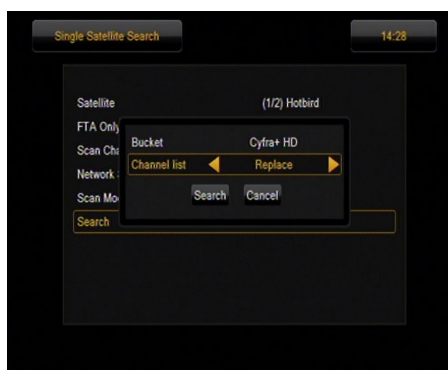 Single Satellite Search
14:28
Satellite (1/2) Hotbird
FTA Only
Scan Cha
Bucket Cyfra+ HD
Channel list Replace
Network
Scan Mo
Search Cancel
Search